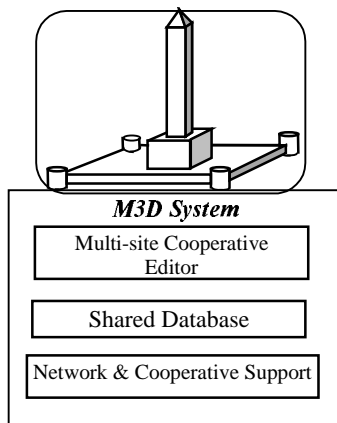 M3D System
Multi-site Cooperative
Editor
Shared Database
Network & Cooperative Support